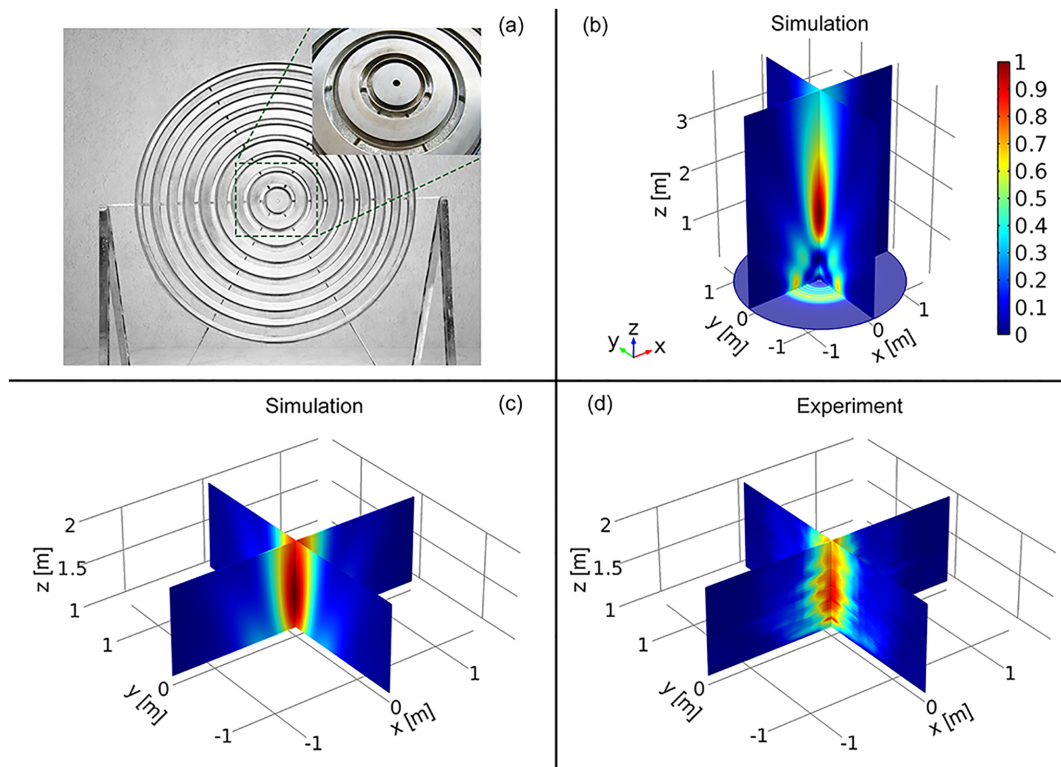 (a)
(b)
Simulation
1
0.9
0.8
0.7
0.6
0.5
0.4
0.3
0.2
0.1
0
3
2
1
z [m]
1
0
-1
y [m]
-1
0
1
x [m]
z
y
x
Simulation
(c)
2
1.5
1
z [m]
1
0
-1
y [m]
1
0
-1
x [m]
(d)
Experiment
2
1.5
1
z [m]
1
0
-1
y [m]
1
0
-1
x [m]